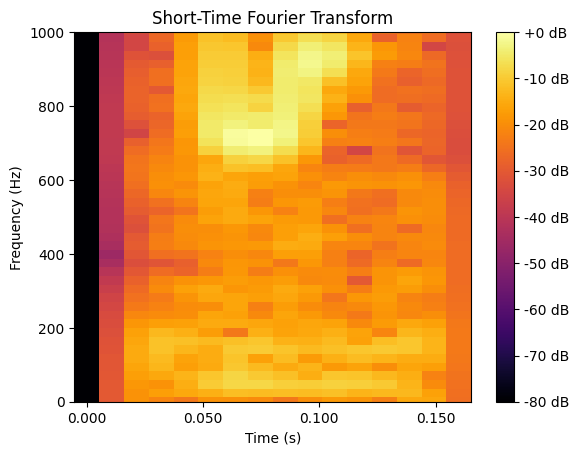 Short-Time Fourier Transform
1000
800
600
400
200
0
Frequency (Hz)
0.000
0.050
0.100
0.150
Time (s)
+0 dB
-10 dB
-20 dB
-30 dB
-40 dB
-50 dB
-60 dB
-70 dB
-80 dB